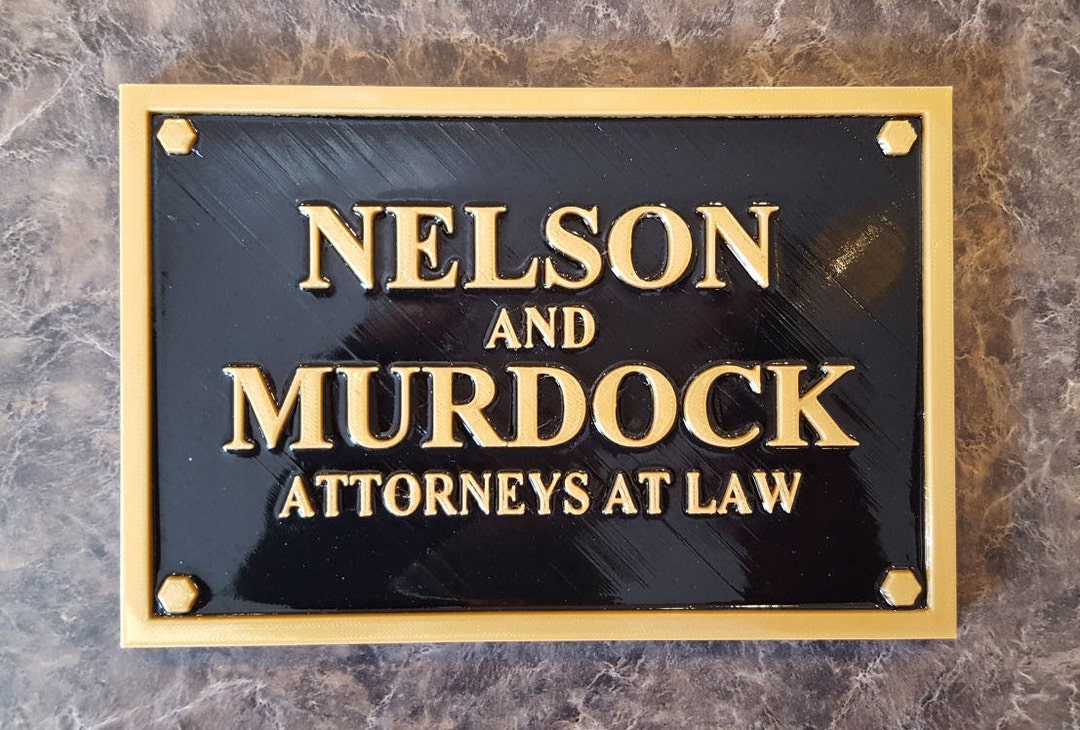 NELSON
AND
MURDOCK
ATTORNEYS AT LAW